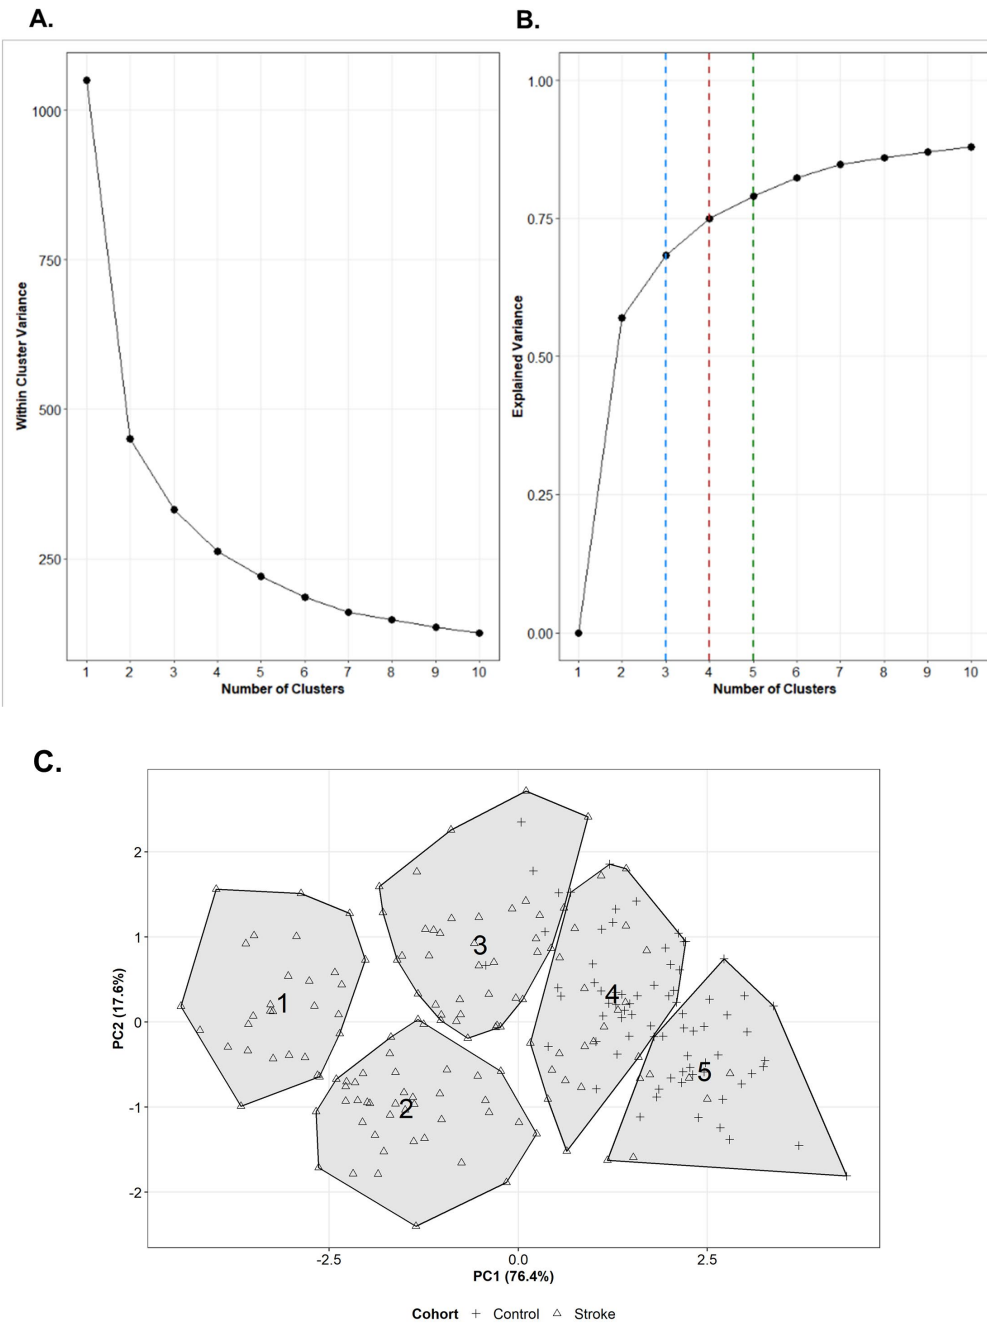 A.
B.
1000
750
500
250
Within Cluster Variance
1 2 3 4 5 6 7 8 9 10
Number of Clusters
1.00
0.75
0.50
0.25
0.00
Explained Variance
1 2 3 4 5 6 7 8 9 10
Number of Clusters
C.
2
1
0
-1
-2
PC2 (17.6%)
1
2
3
4
5
-2.5 0.0 2.5
PC1 (76.4%)
Cohort Control Stroke